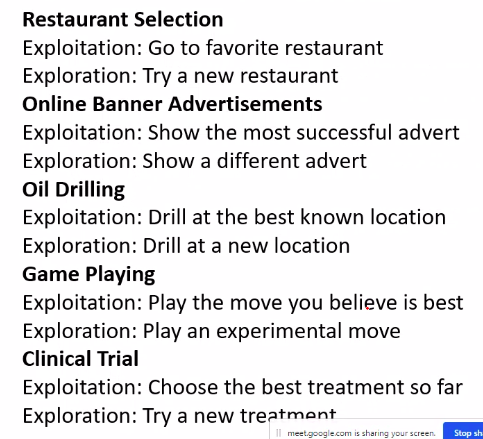 Restaurant Selection
Exploitation: Go to favorite restaurant
Exploration: Try a new restaurant
Online Banner Advertisements
Exploitation: Show the most successful advert
Exploration: Show a different advert
Oil Drilling
Exploitation: Drill at the best known location
Exploration: Drill at a new location
Game Playing
Exploitation: Play the move you believe is best
Exploration: Play an experimental move
Clinical Trial
Exploitation: Choose the best treatment so far
Exploration: Try a new treatment
meet.google.com is sharing your screen.
Stop sh